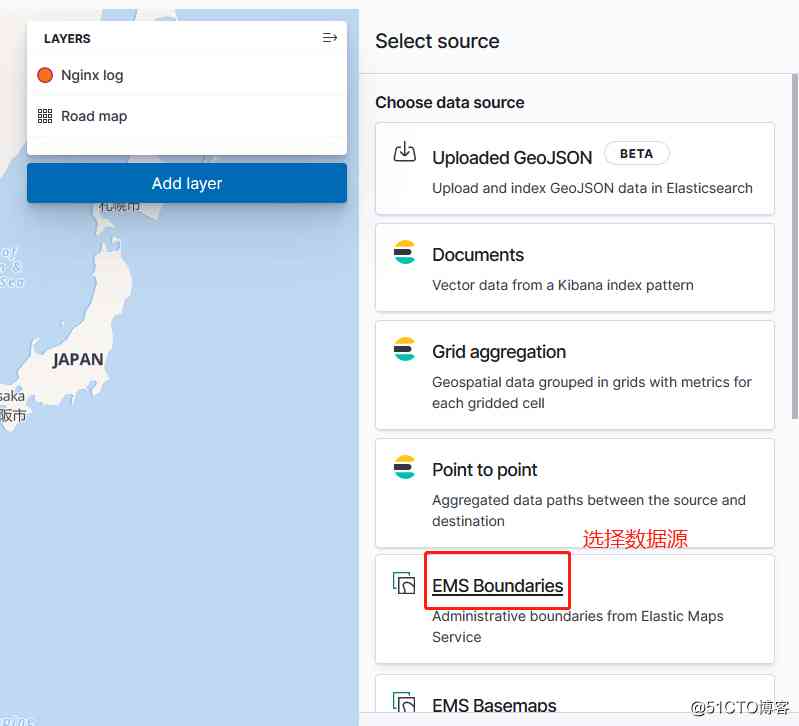 LAYERS
Nginx log
Road map
Add layer
札幌市
of
n &
Sea
JAPAN
saka
阪市
Select source
Choose data source
Uploaded GeoJSON BETA
Upload and index GeoJSON data in Elasticsearch
Documents
Vector data from a Kibana index pattern
Grid aggregation
Geospatial data grouped in grids with metrics for
each gridded cell
Point to point
Aggregated data paths between the source and
destination
选择数据源
EMS Boundaries
Administrative boundaries from Elastic Maps
Service
EMS Basemaps
@51CTO博客